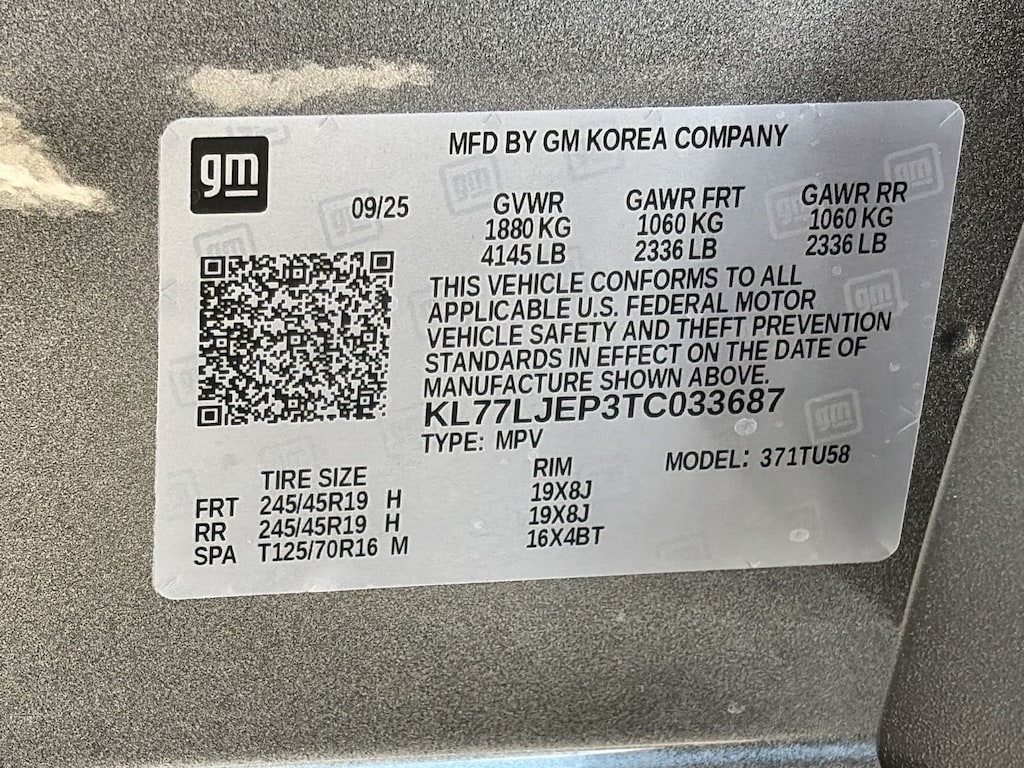 gm
MFD BY GM KOREA COMPANY
09/25 GVWR GAWR FRT GAWR RR
1880 KG 1060 KG 1060 KG
4145 LB 2336 LB 2336 LB
THIS VEHICLE CONFORMS TO ALL
APPLICABLE U.S. FEDERAL MOTOR
VEHICLE SAFETY AND THEFT PREVENTION
STANDARDS IN EFFECT ON THE DATE OF
MANUFACTURE SHOWN ABOVE.
KL77LJEP3TC033687
TYPE: MPV MODEL: 371TU58
TIRE SIZE RIM
FRT 245/45R19 H 19X8J
RR 245/45R19 H 19X8J
SPA T125/70R16 M 16X4BT